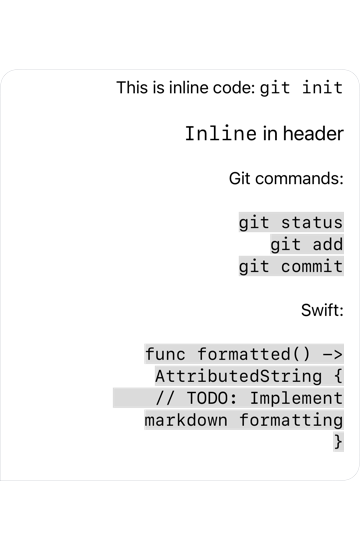 This is inline code: git init
Inline in header
Git commands:
git status
git add
git commit
Swift:
func formatted() ->
AttributedString {
    // TODO: Implement
markdown formatting
}